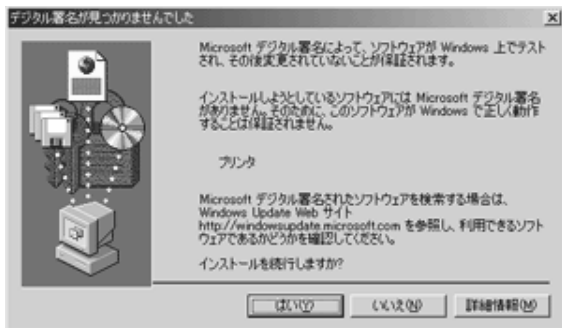 デジタル署名が見つかりませんでした
Microsoft デジタル署名によって、ソフトウェアが Windows 上でテスト
され、その後変更されていないことが保証されます。
インストールしようとしているソフトウェアには Microsoft デジタル署名
がありません。そのために、このソフトウェアが Windows で正しく動作
することは保証されません。
プリンタ
Microsoft デジタル署名されたソフトウェアを検索する場合は、
Windows Update Web サイト
http://windowsupdate.microsoft.com を参照し、利用できるソフト
ウェアであるかどうかを確認してください。
インストールを続行しますか?
はい(Y) いいえ(N) 詳細情報(M)